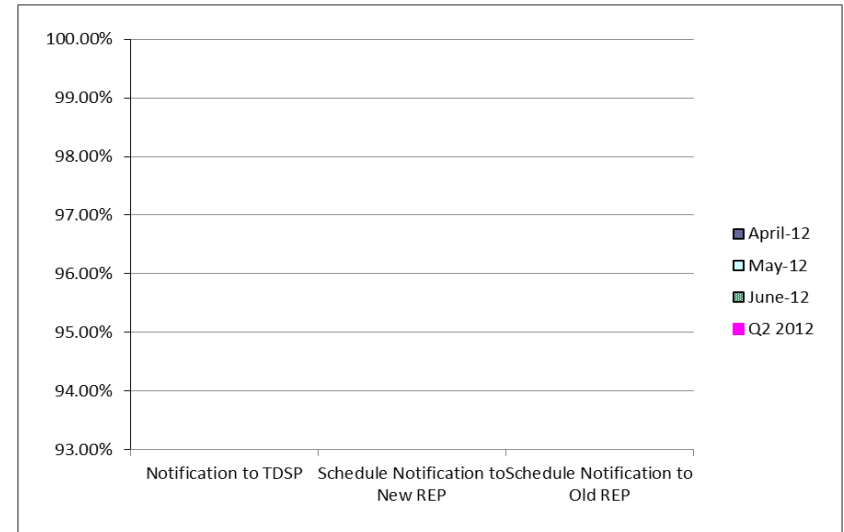 100.00%
99.00%
98.00%
97.00%
96.00%
95.00%
94.00%
93.00%
Notification to TDSP
Schedule Notification to
New REP
Schedule Notification to
Old REP
April-12
May-12
June-12
Q2 2012